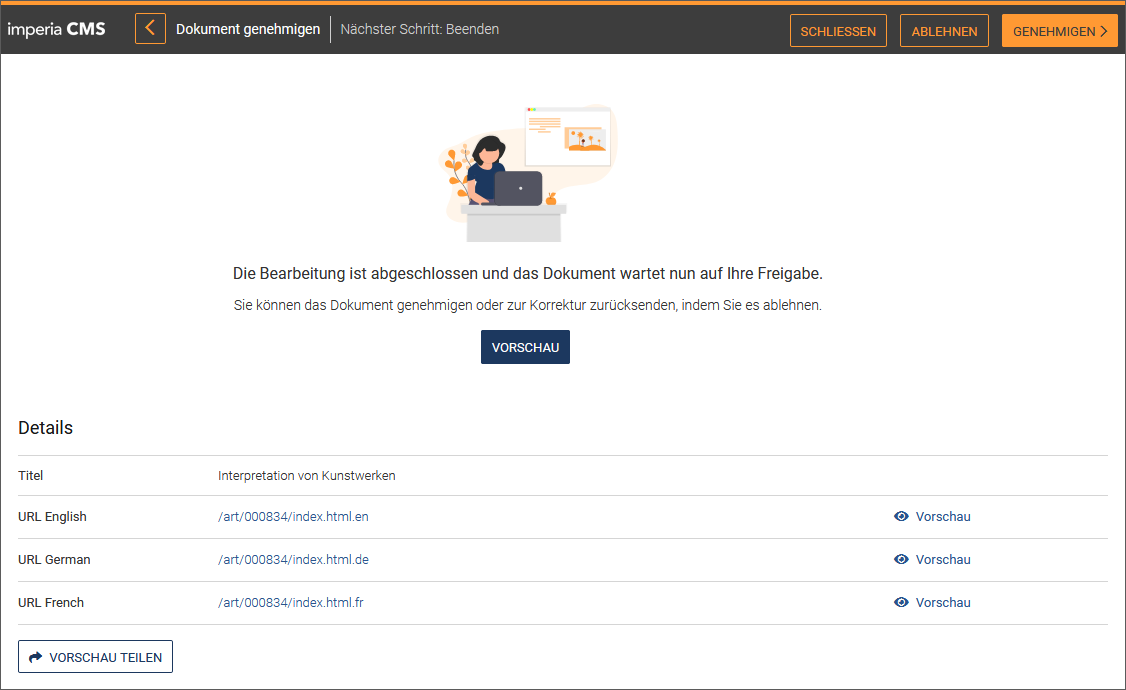 imperia CMS
Dokument genehmigen
Nächster Schritt: Beenden
SCHLIESSEN
ABLEHNEN
GENEHMIGEN
Die Bearbeitung ist abgeschlossen und das Dokument wartet nun auf Ihre Freigabe.
Sie können das Dokument genehmigen oder zur Korrektur zurücksenden, indem Sie es ablehnen.
VORSCHAU
Details
Titel Interpretation von Kunstwerken
URL English /art/000834/index.html.en Vorschau
URL German /art/000834/index.html.de Vorschau
URL French /art/000834/index.html.fr Vorschau
VORSCHAU TEILEN